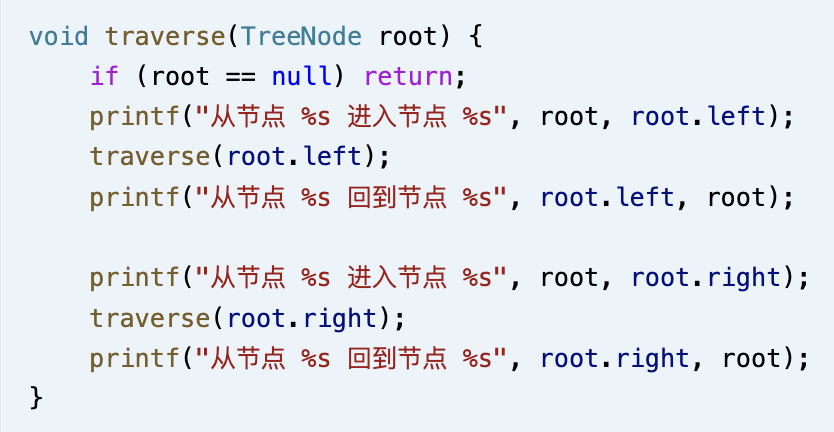 void traverse(TreeNode root) {
    if (root == null) return;
    printf("从节点 %s 进入节点 %s", root, root.left);
    traverse(root.left);
    printf("从节点 %s 回到节点 %s", root.left, root);

    printf("从节点 %s 进入节点 %s", root, root.right);
    traverse(root.right);
    printf("从节点 %s 回到节点 %s", root.right, root);
}